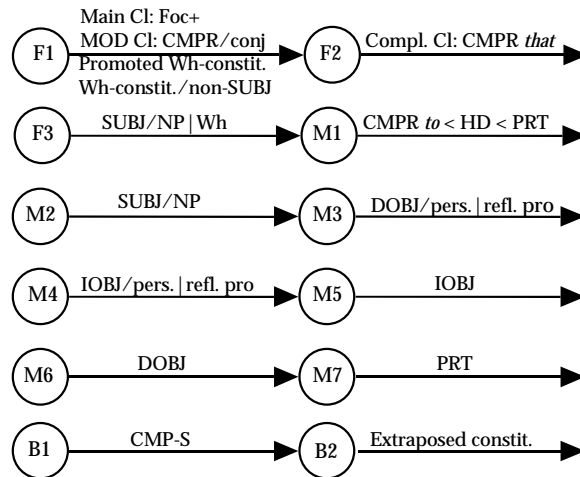 Main Cl: Foc+
MOD Cl: CMPR/conj
F1 F2 Compl. Cl: CMPR that
Promoted Wh-constit.
Wh-constit./non-SUBJ
F3 SUBJ/NP|Wh M1 CMPR to < HD < PRT
M2 SUBJ/NP M3 DOBJ/pers.|refl. pro
M4 IOBJ/pers.|refl. pro M5 IOBJ
M6 DOBJ M7 PRT
B1 CMP-S B2 Extraposed constit.